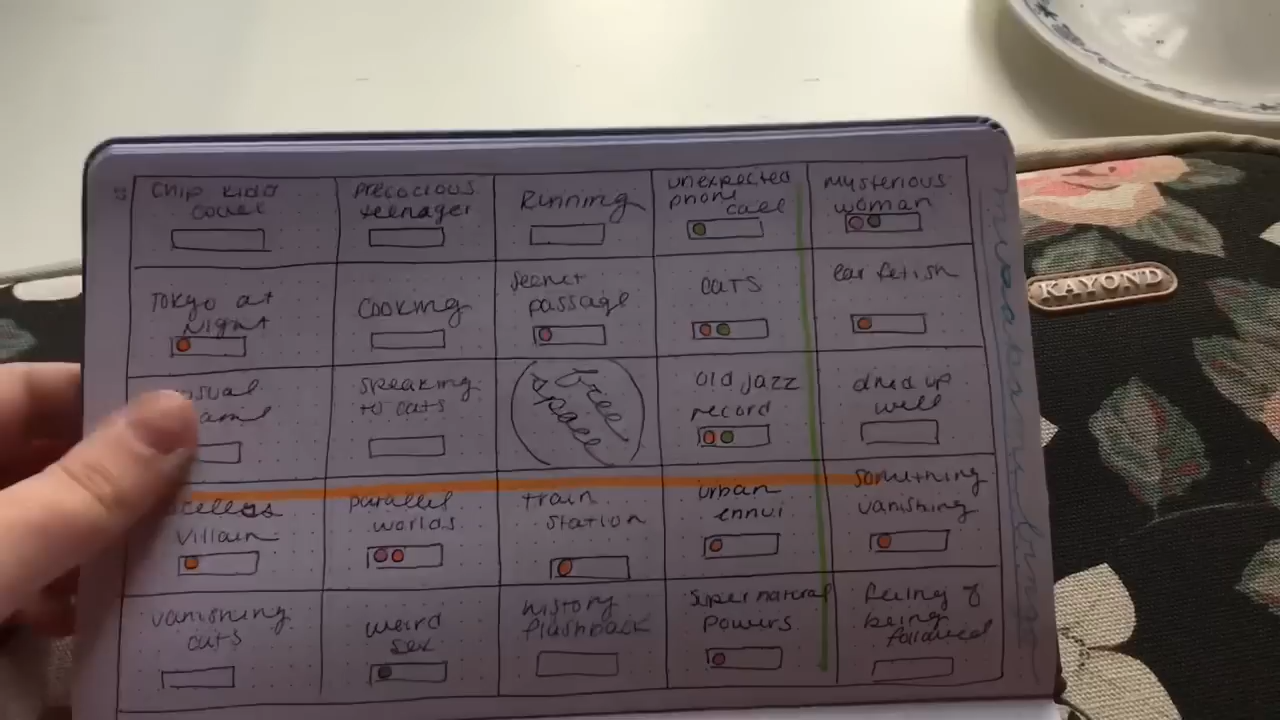 Chip Kidd
cover
precocious
teenager
Running
unexpected
phone
call
Mysterious
woman
Tokyo at
Night
Cooking
secret
passage
cats
ear fetish
speaking
to cats
free
space
old jazz
record
dried up
well
villain
parallel
worlds
train
station
urban
ennui
something
vanishing
vanishing
cats
weird
sex
history
flashback
supernatural
powers
feeling of
being
followed
KAYOND